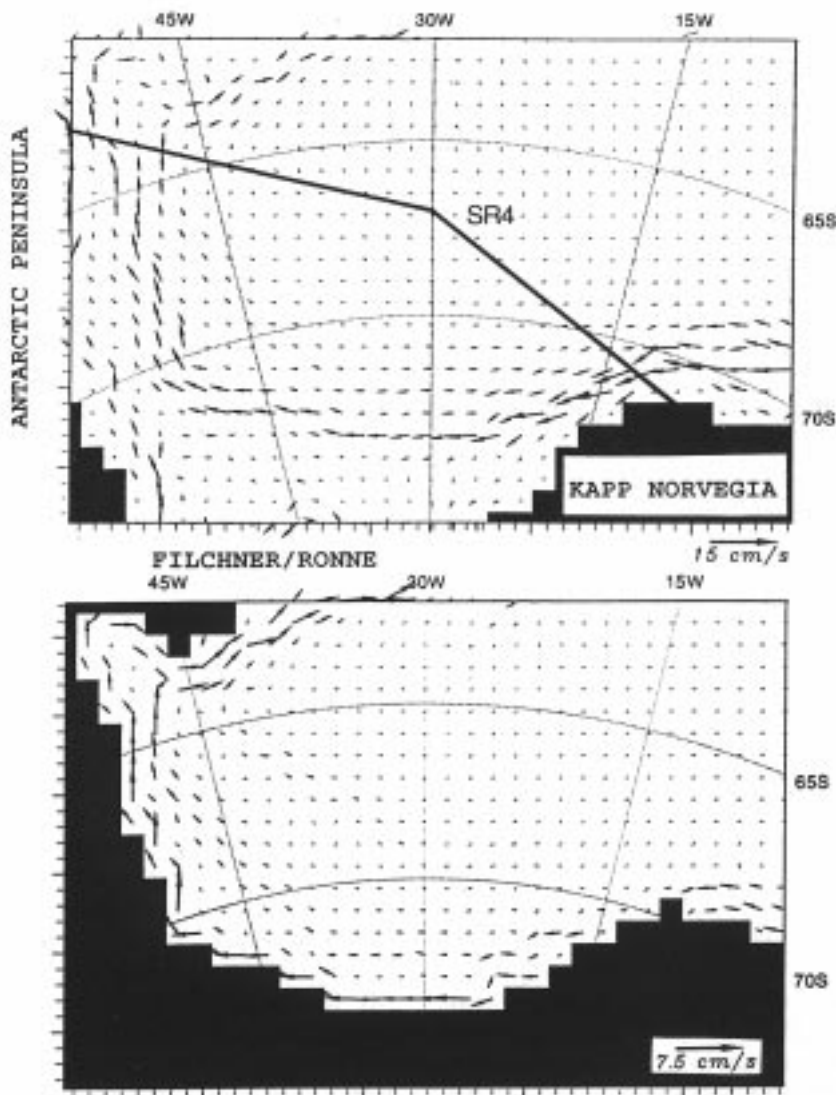 45W 30W 15W
ANTARCTIC PENINSULA
SR4
65S
70S
KAPP NORVEGIA
15 cm/s
FILCHNER/RONNE
45W 30W 15W
65S
70S
7.5 cm/s